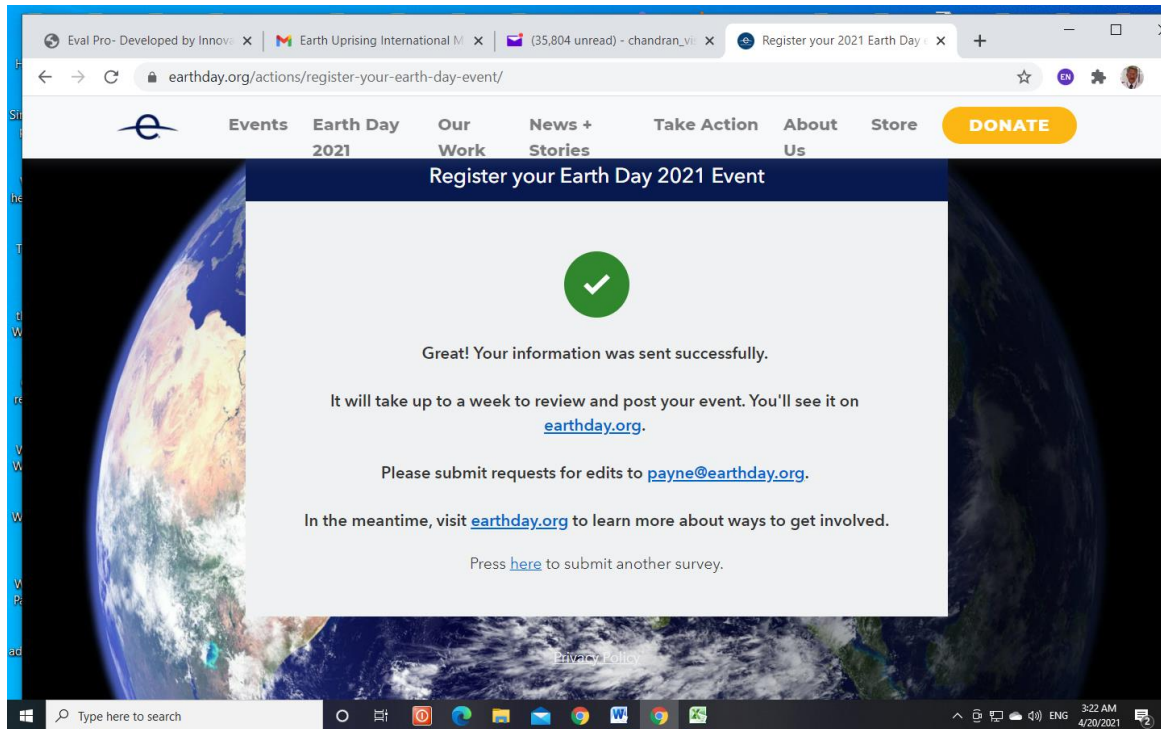 Eval Pro- Developed by Innova
Earth Uprising International M
(35,804 unread) - chandran_vi
Register your 2021 Earth Day
earthday.org/actions/register-your-earth-day-event/
EN
e
Events
Earth Day 2021
Our Work
News + Stories
Take Action
About Us
Store
DONATE
Register your Earth Day 2021 Event
Great! Your information was sent successfully.
It will take up to a week to review and post your event. You'll see it on
earthday.org.
Please submit requests for edits to payne@earthday.org.
In the meantime, visit earthday.org to learn more about ways to get involved.
Press here to submit another survey.
Privacy Policy
Type here to search
ENG
3:22 AM
4/20/2021
2